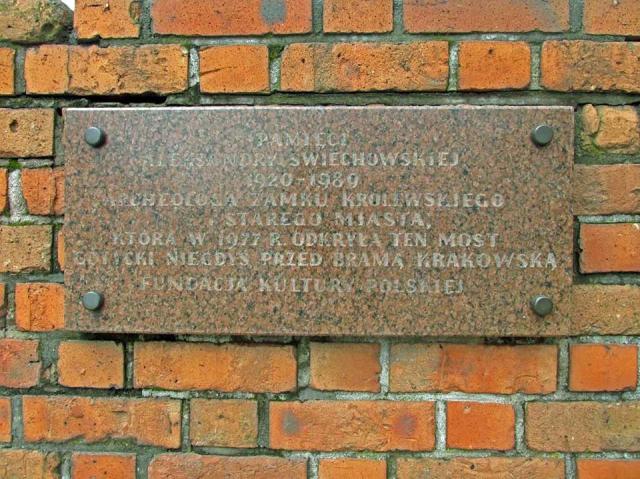 PAMIĘCI
ALEKSANDRY ŚWIECHOWSKIEJ
1920-1989
ARCHEOLOGA ZAMKU KRÓLEWSKIEGO
I STAREGO MIASTA,
KTÓRA W 1977 R. ODKRYŁA TEN MOST
GOTYCKI NIEGDYŚ PRZED BRAMĄ KRAKOWSKĄ
FUNDACJA KULTURY POLSKIEJ